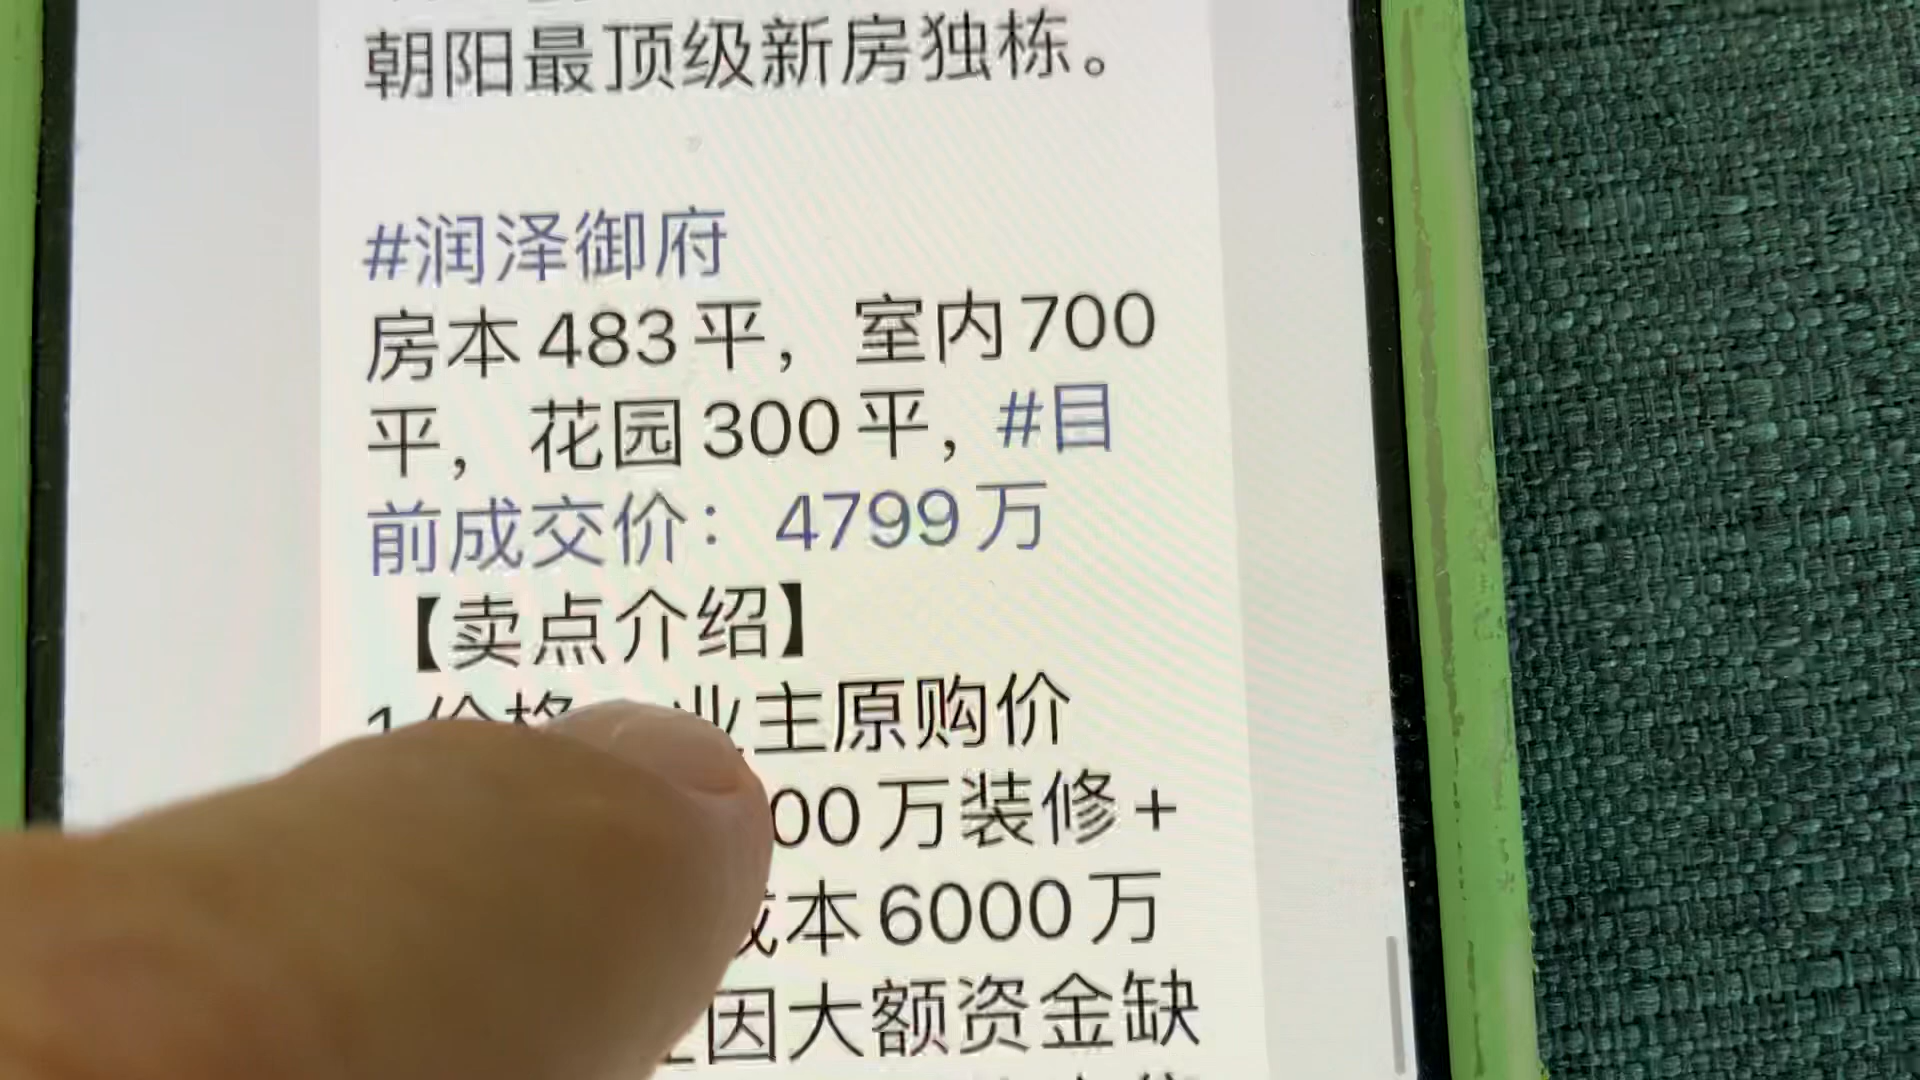 朝阳最顶级新房独栋。
#润泽御府
房本483平，室内700
平，花园300平，#目
前成交价：4799万
【卖点介绍】
1 价格 业主原购价
00万装修+
成本6000万
因大额资金缺